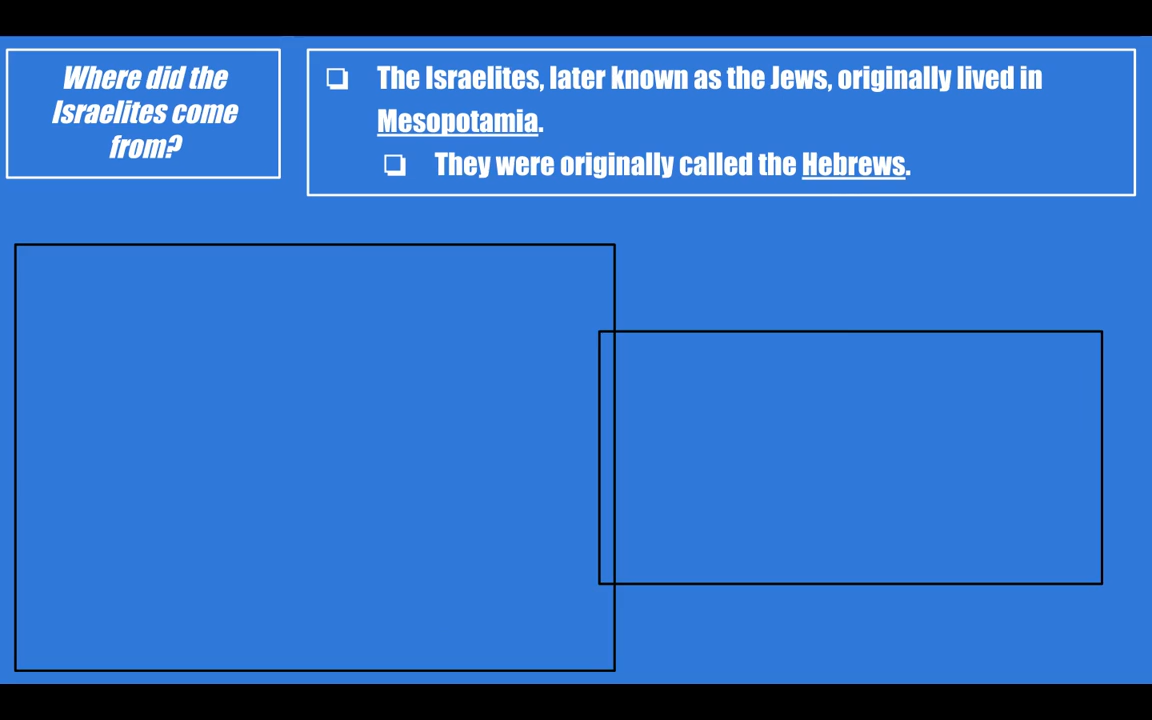 Where did the
Israelites come
from?
The Israelites, later known as the Jews, originally lived in
Mesopotamia.
They were originally called the Hebrews.